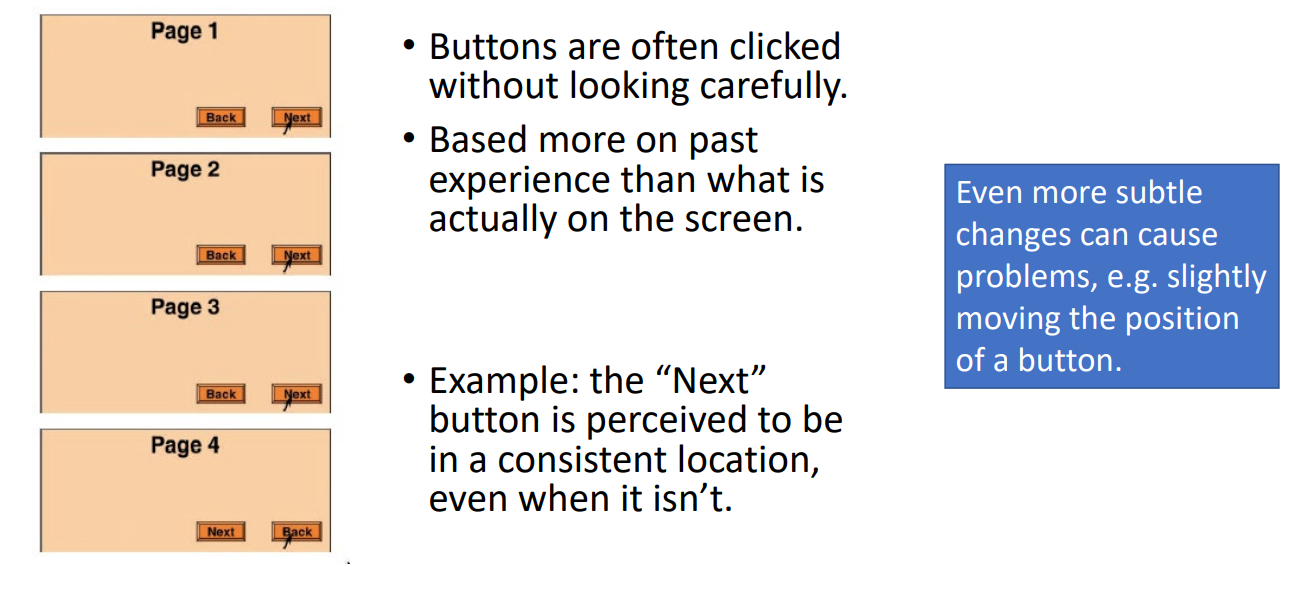 Page 1
Back Next
Page 2
Back Next
Page 3
Back Next
Page 4
Next Back
• Buttons are often clicked
without looking carefully.
• Based more on past
experience than what is
actually on the screen.
• Example: the “Next”
button is perceived to be
in a consistent location,
even when it isn’t.
Even more subtle
changes can cause
problems, e.g. slightly
moving the position
of a button.